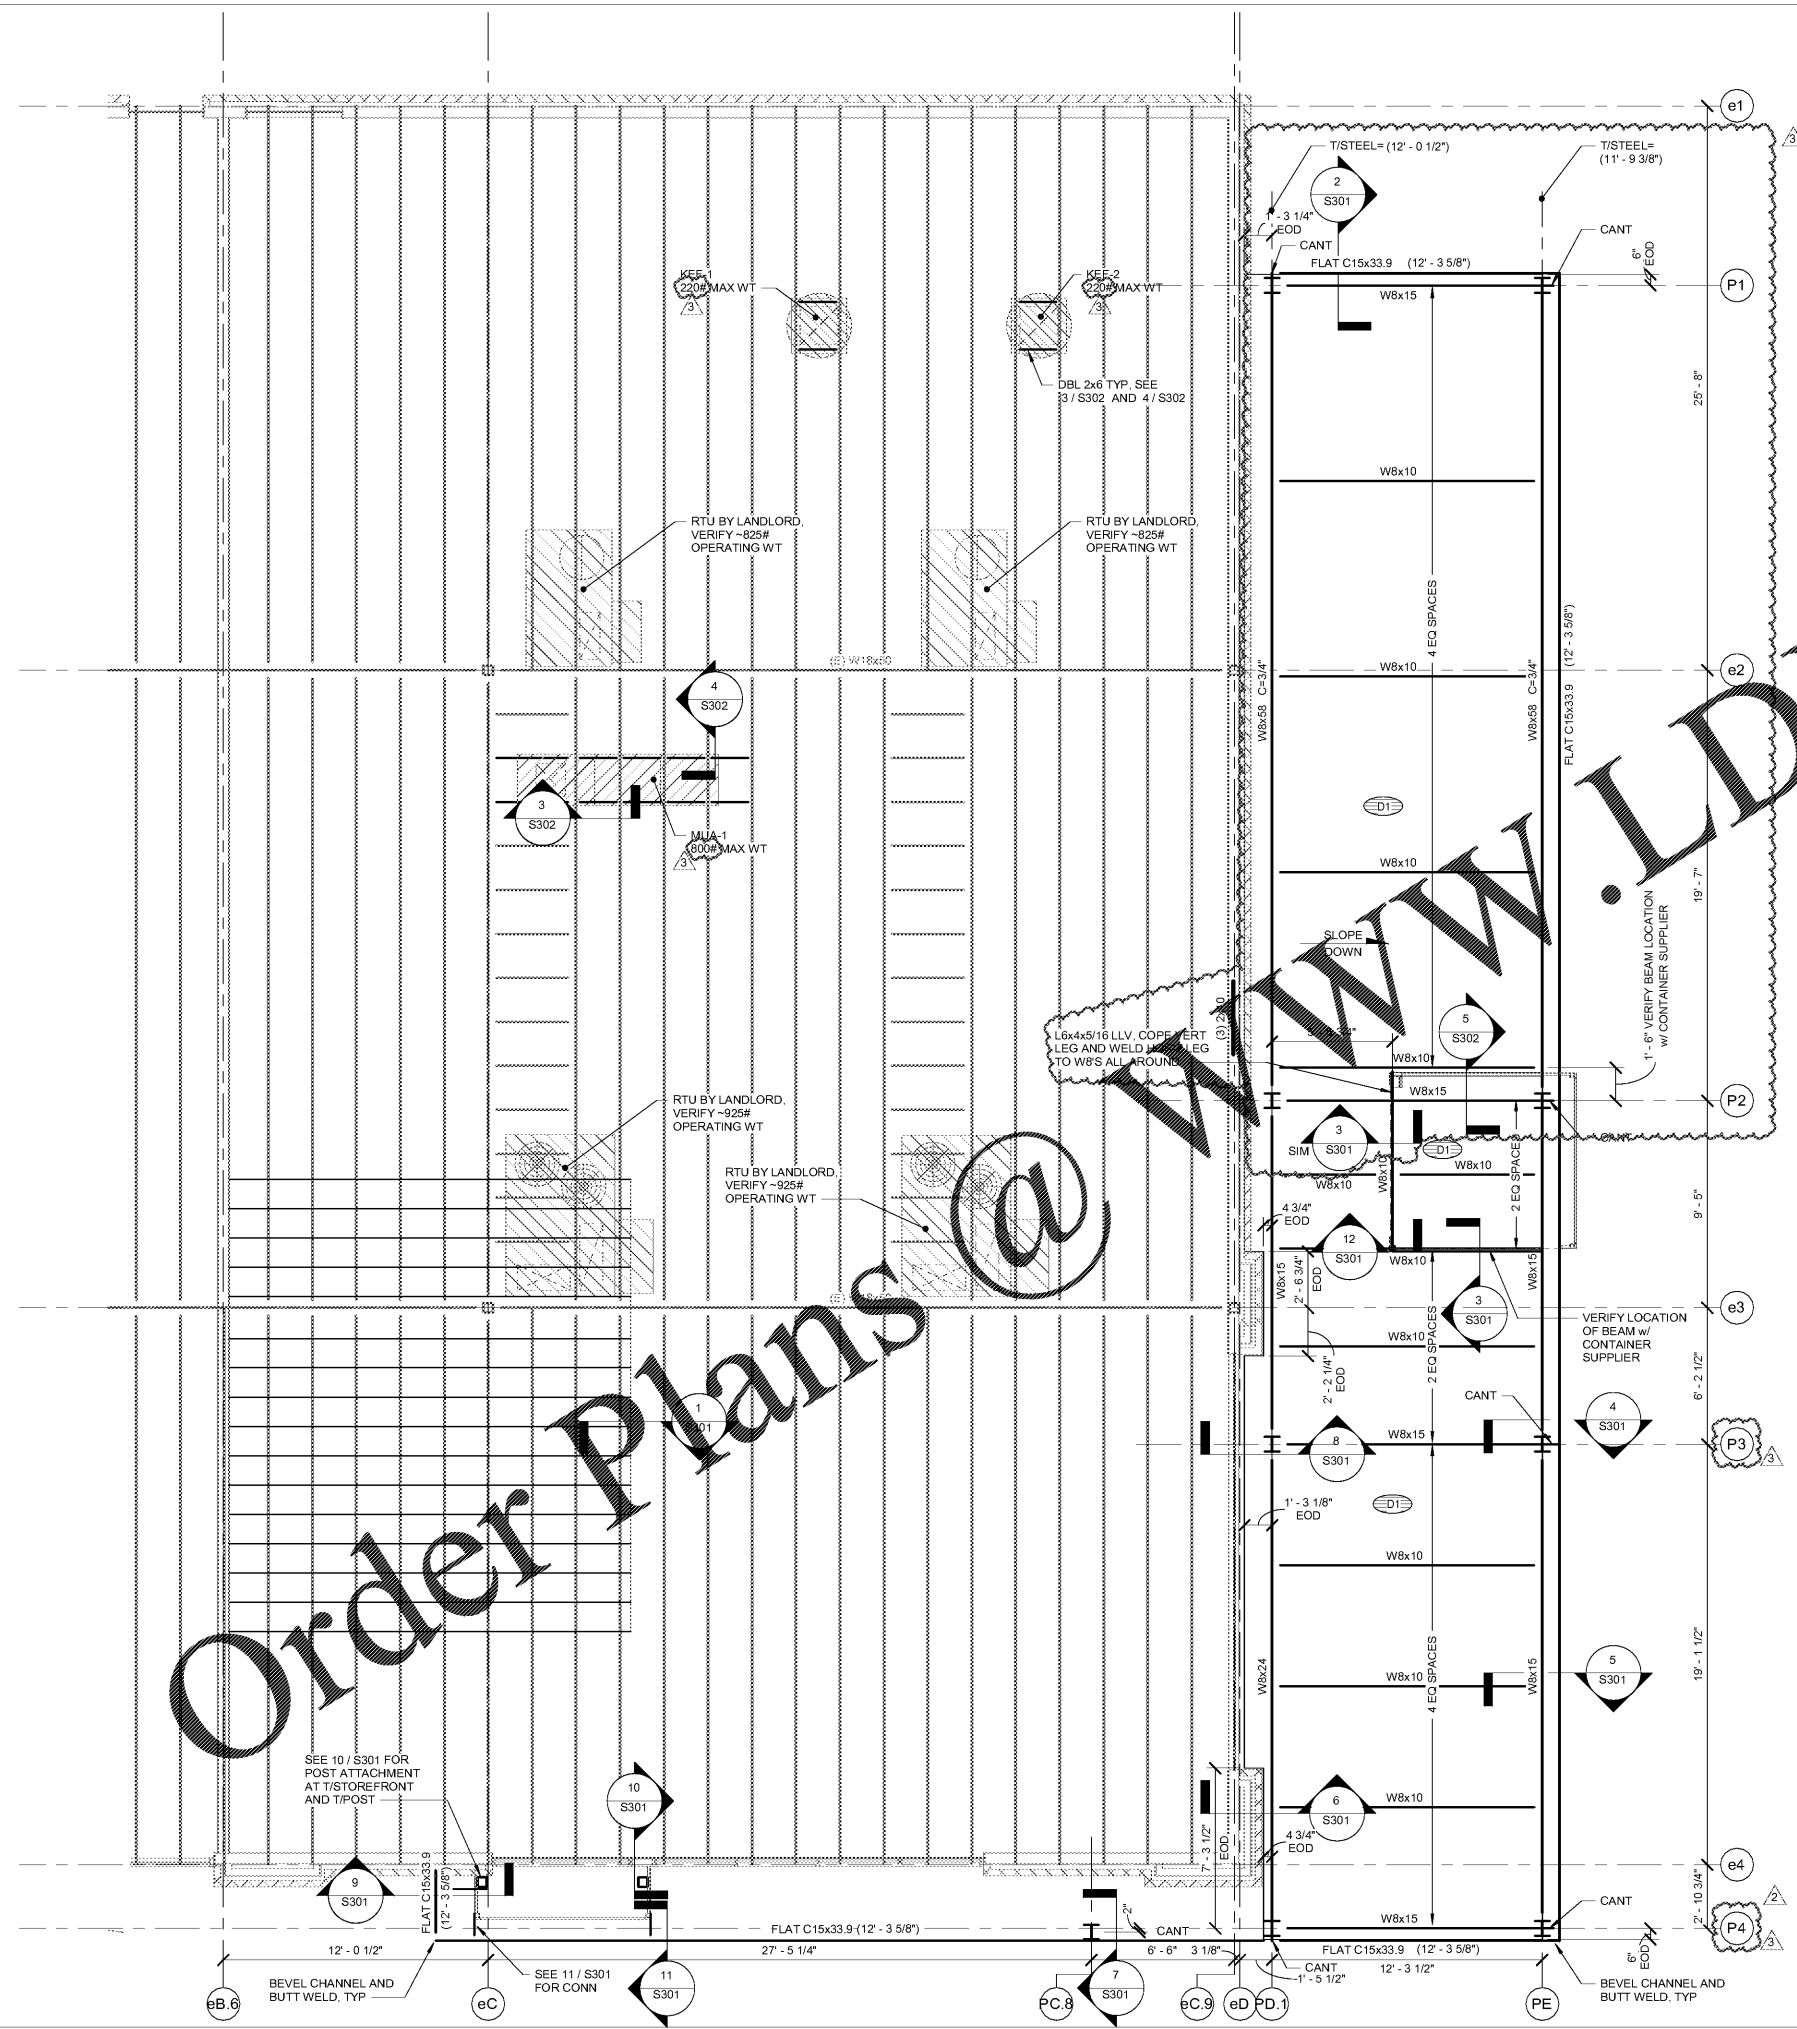 e1
T/STEEL= (12' - 0 1/2")
T/STEEL=
(11' - 9 3/8")
3
2
S301
1' - 3 1/4"
EOD
CANT
CANT
6"
EOD
FLAT C15x33.9 (12' - 3 5/8")
P1
W8x15
KEF-1
220# MAX WT
3
KEF-2
220# MAX WT
3
DBL 2x6 TYP, SEE
3 / S302 AND 4 / S302
25' - 8"
W8x10
RTU BY LANDLORD,
VERIFY ~825#
OPERATING WT
RTU BY LANDLORD,
VERIFY ~825#
OPERATING WT
4 EQ SPACES
(E) W18x50
W8x58 C=3/4"
W8x10
W8x58 C=3/4"
FLAT C15x33.9 (12' - 3 5/8")
e2
4
S302
3
S302
MUA-1
800# MAX WT
3
D1
W8x10
19' - 7"
SLOPE
DOWN
1' - 6" VERIFY BEAM LOCATION
w/ CONTAINER SUPPLIER
5
S302
L6x4x5/16 LLV, COPE VERT
LEG AND WELD LEG
TO W8'S ALL AROUND
W8x10
W8x15
P2
RTU BY LANDLORD,
VERIFY ~925#
OPERATING WT
RTU BY LANDLORD,
VERIFY ~925#
OPERATING WT
3
S301
SIM
D1
CANT
W8x10
W8x10
W8x10
2 EQ SPACES
9' - 5"
4 3/4"
EOD
12
S301
W8x10
W8x15
W8x15
2' - 6 3/4"
EOD
3
S301
e3
VERIFY LOCATION
OF BEAM w/
CONTAINER
SUPPLIER
W8x10
2 EQ SPACES
2' - 2 1/4"
EOD
6' - 2 1/2"
CANT
4
S301
1
S301
8
S301
W8x15
P3
3
1' - 3 1/8"
EOD
D1
W8x10
W8x24
4 EQ SPACES
W8x10
W8x15
5
S301
19' - 1 1/2"
SEE 10 / S301 FOR
POST ATTACHMENT
AT T/STOREFRONT
AND T/POST
10
S301
6
S301
W8x10
7' - 3 1/2"
EOD
4 3/4"
EOD
e4
9
S301
FLAT C15x33.9
(12' - 3 5/8")
FLAT C15x33.9 (12' - 3 5/8")
2"
CANT
W8x15
CANT
2' - 10 3/4"
2
P4
3
12' - 0 1/2"
27' - 5 1/4"
6' - 6"
3 1/8"
FLAT C15x33.9 (12' - 3 5/8")
6"
EOD
CANT
1' - 5 1/2"
12' - 3 1/2"
BEVEL CHANNEL AND
BUTT WELD, TYP
SEE 11 / S301
FOR CONN
11
S301
7
S301
BEVEL CHANNEL AND
BUTT WELD, TYP
eB.6
eC
PC.8
eC.9
eD
PD.1
PE
Order Plans @ www.LD